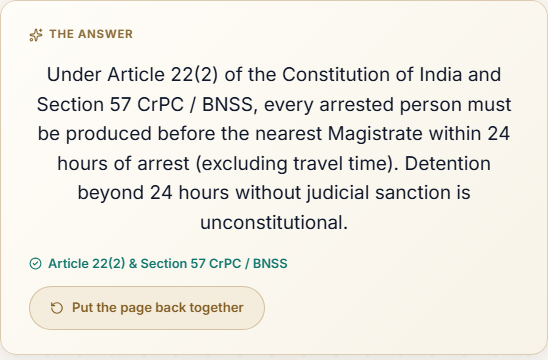 THE ANSWER
Under Article 22(2) of the Constitution of India and
Section 57 CrPC / BNSS, every arrested person must
be produced before the nearest Magistrate within 24
hours of arrest (excluding travel time). Detention
beyond 24 hours without judicial sanction is
unconstitutional.
Article 22(2) & Section 57 CrPC / BNSS
Put the page back together